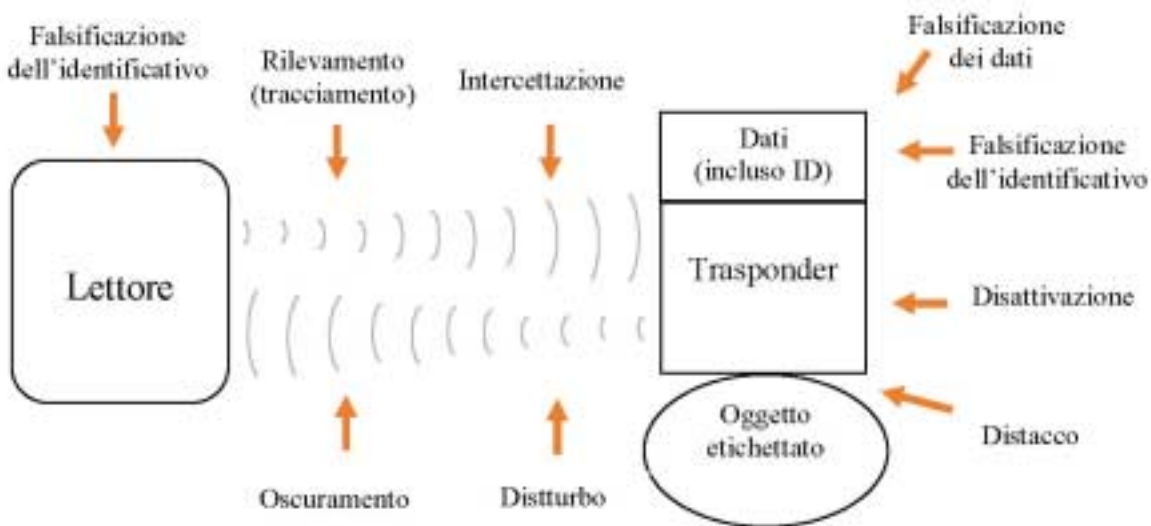 Falsificazione
dell'identificativo
Rilevamento
(tracciamento)
Intercettazione
Falsificazione
dei dati
Dati
(incluso ID)
Falsificazione
dell'identificativo
Lettore
Trasponder
Disattivazione
Oggetto
etichettato
Distacco
Oscuramento
Distturbo